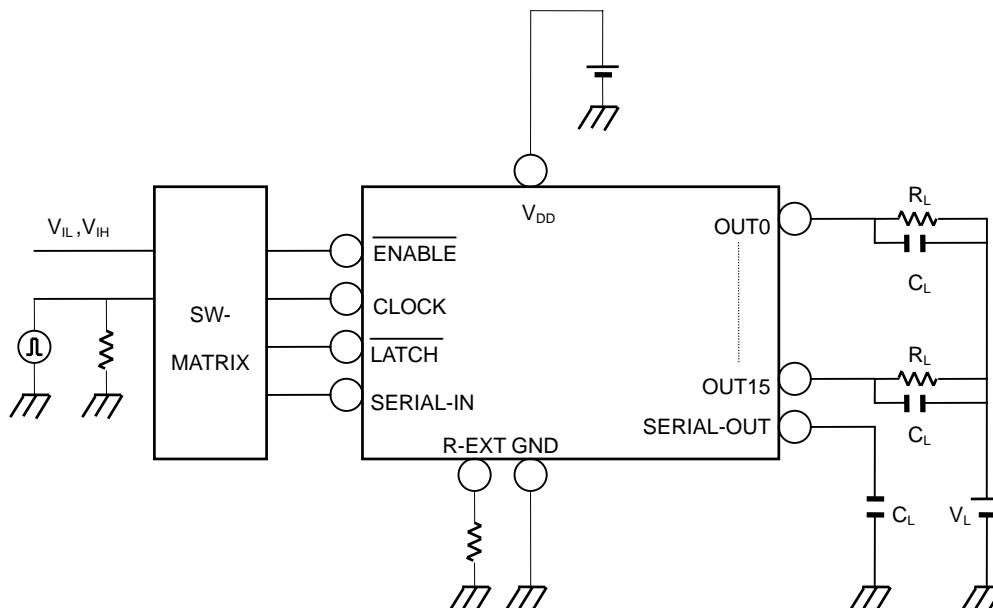 V_DD
V_IL ,V_IH
SW-
MATRIX
ENABLE
CLOCK
LATCH
SERIAL-IN
R-EXT GND
OUT0
OUT15
SERIAL-OUT
R_L
C_L
R_L
C_L
C_L
V_L